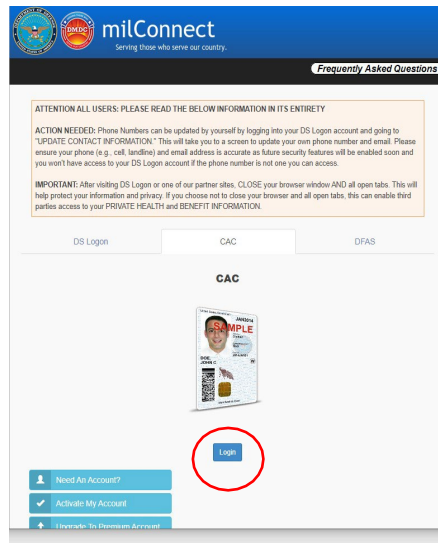 DMDC
milConnect
Serving those who serve our country.
Frequently Asked Questions
ATTENTION ALL USERS: PLEASE READ THE BELOW INFORMATION IN ITS ENTIRETY
ACTION NEEDED: Phone Numbers can be updated by yourself by logging into your DS Logon account and going to
"UPDATE CONTACT INFORMATION." This will take you to a screen to update your own phone number and email. Please
ensure your phone (e.g., cell, landline) and email address is accurate as future security features will be enabled soon and
you won't have access to your DS Logon account if the phone number is not one you can access.
IMPORTANT: After visiting DS Logon or one of our partner sites, CLOSE your browser window AND all open tabs. This will
help protect your information and privacy. If you choose not to close your browser and all open tabs, this can enable third
parties access to your PRIVATE HEALTH and BENEFIT INFORMATION.
DS Logon
CAC
DFAS
CAC
JAN2014
SAMPLE
DOE,
JOHN C.
Login
Need An Account?
Activate My Account
Upgrade To Premium Account